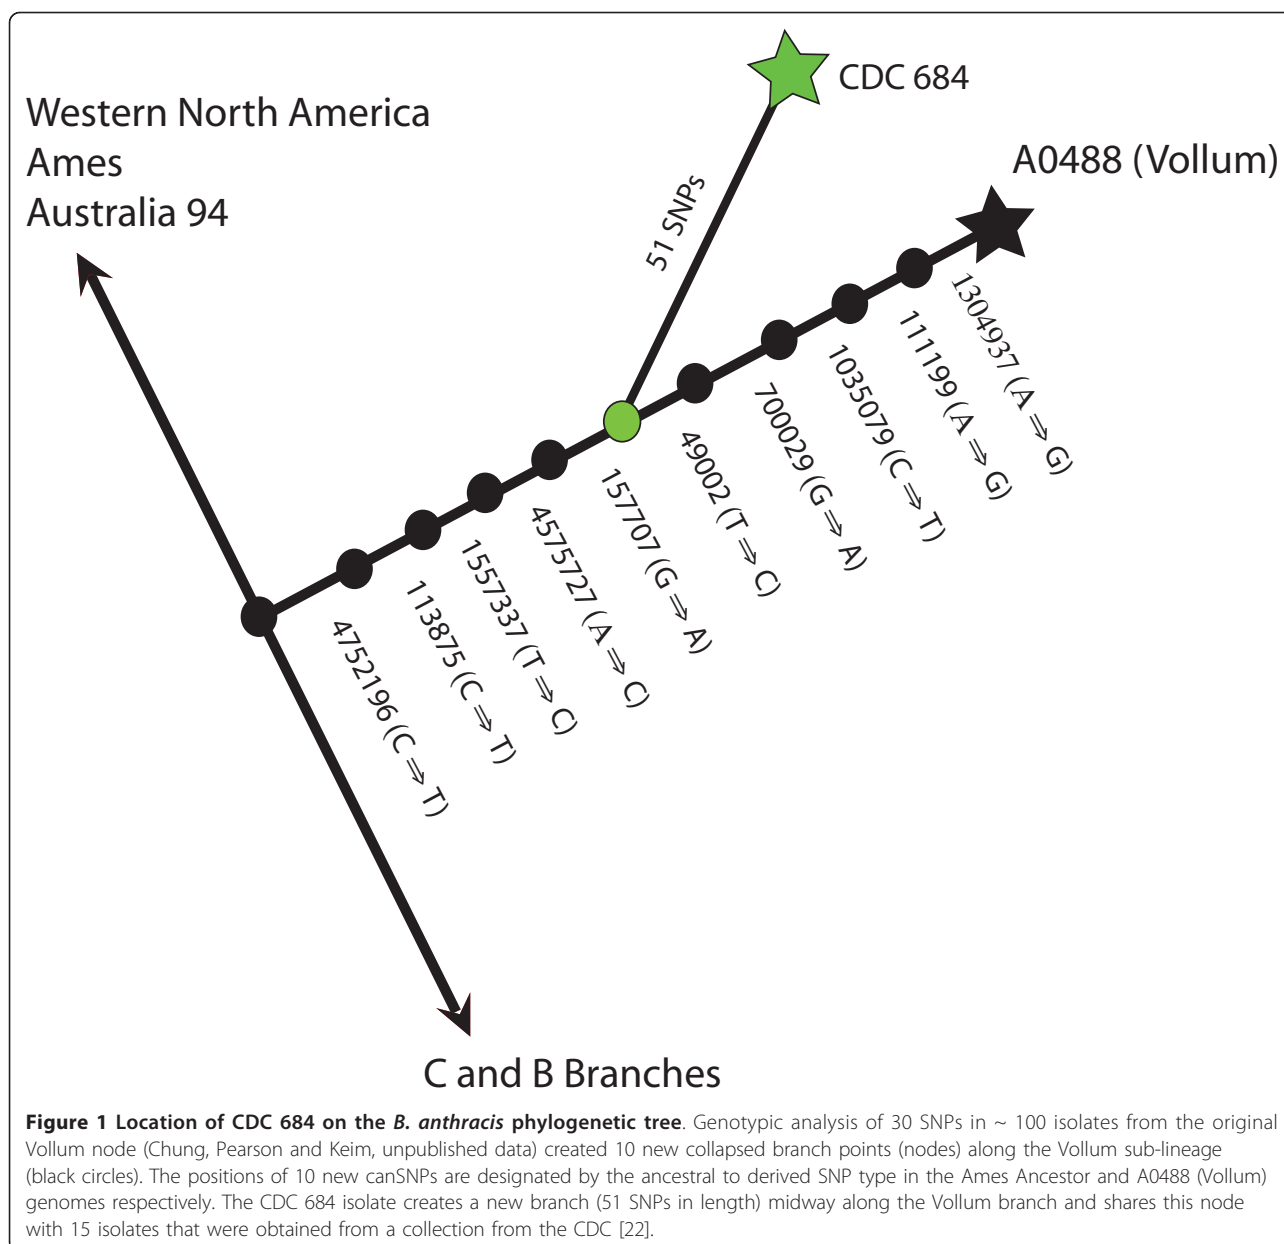 CDC 684
Western North America
Ames
Australia 94
A0488 (Vollum)
51 SNPs
1304937 (A ⇒ G)
111199 (A ⇒ G)
1035079 (C ⇒ T)
700029 (G ⇒ A)
49002 (T ⇒ C)
157707 (G ⇒ A)
4575727 (A ⇒ C)
1557337 (T ⇒ C)
113875 (C ⇒ T)
4752196 (C ⇒ T)
C and B Branches
Figure 1 Location of CDC 684 on the B. anthracis phylogenetic tree. Genotypic analysis of 30 SNPs in ~ 100 isolates from the original
Vollum node (Chung, Pearson and Keim, unpublished data) created 10 new collapsed branch points (nodes) along the Vollum sub-lineage
(black circles). The positions of 10 new canSNPs are designated by the ancestral to derived SNP type in the Ames Ancestor and A0488 (Vollum)
genomes respectively. The CDC 684 isolate creates a new branch (51 SNPs in length) midway along the Vollum branch and shares this node
with 15 isolates that were obtained from a collection from the CDC [22].